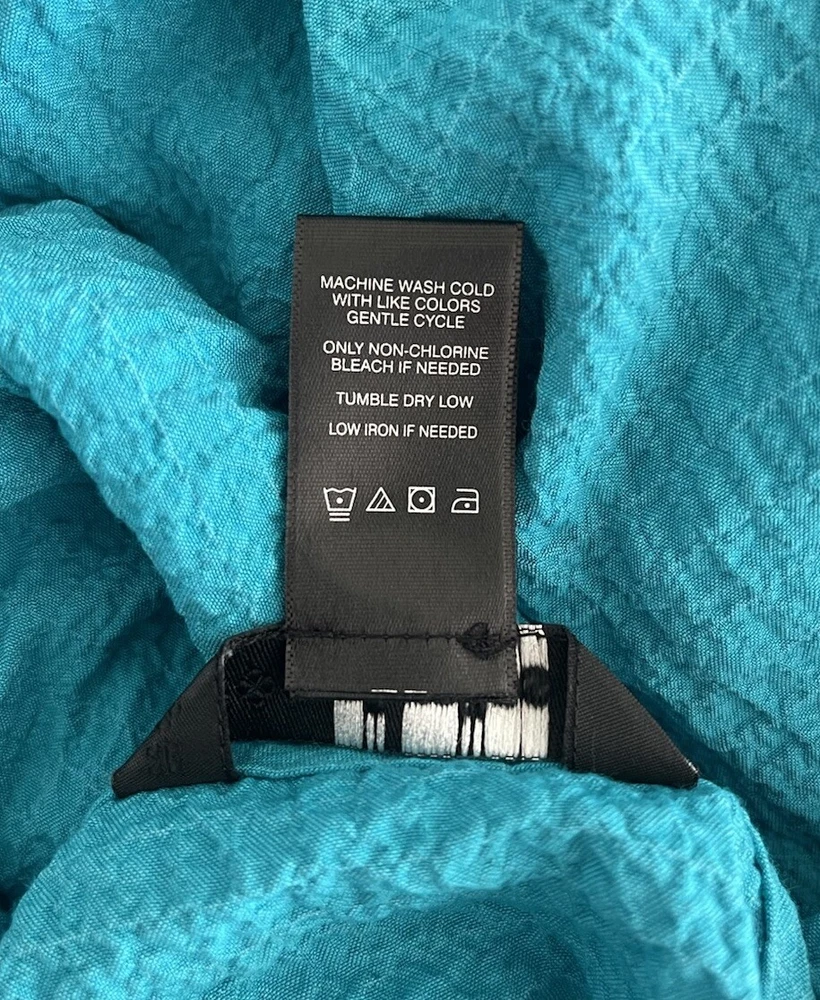 MACHINE WASH COLD
WITH LIKE COLORS
GENTLE CYCLE
ONLY NON-CHLORINE
BLEACH IF NEEDED
TUMBLE DRY LOW
LOW IRON IF NEEDED